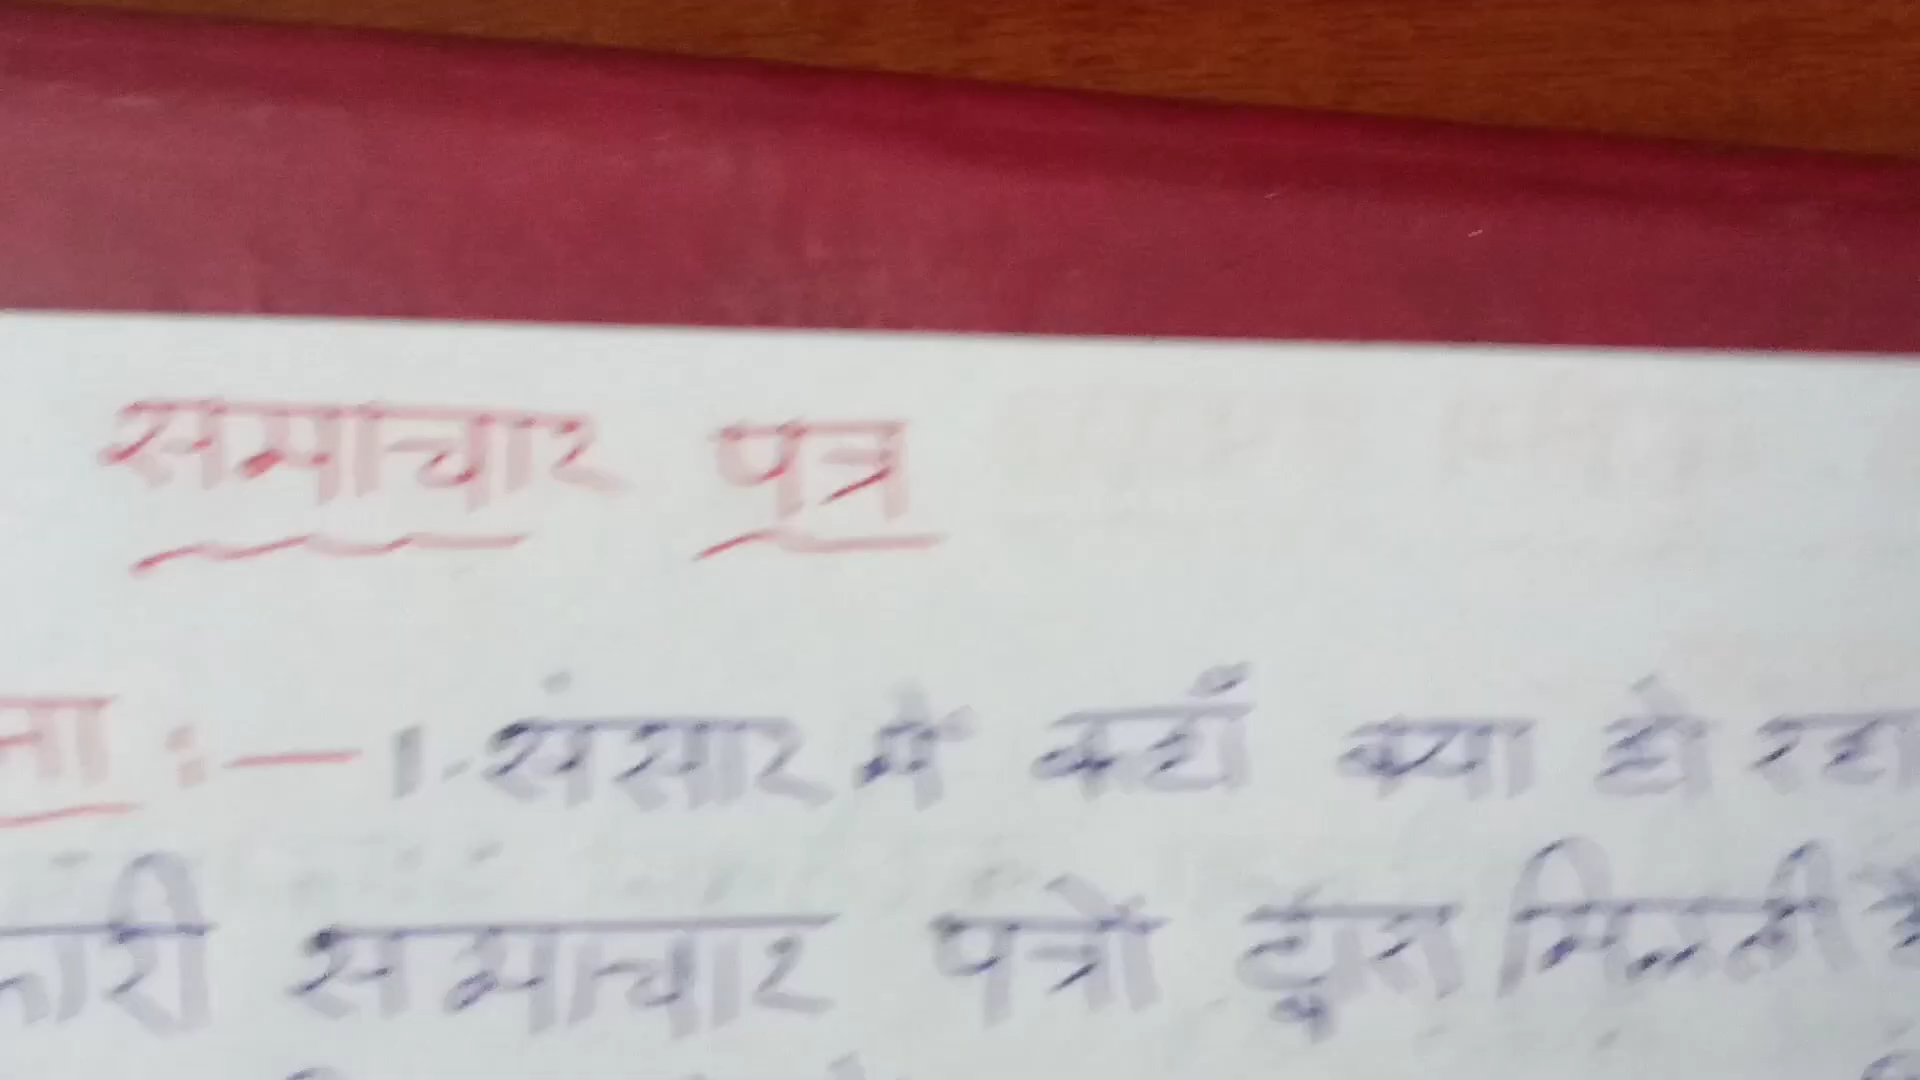 समाचार पत्र
ना :— 1. संसार में कहाँ क्या हो रहा
कारी समाचार पत्रों द्वारा मिलती है